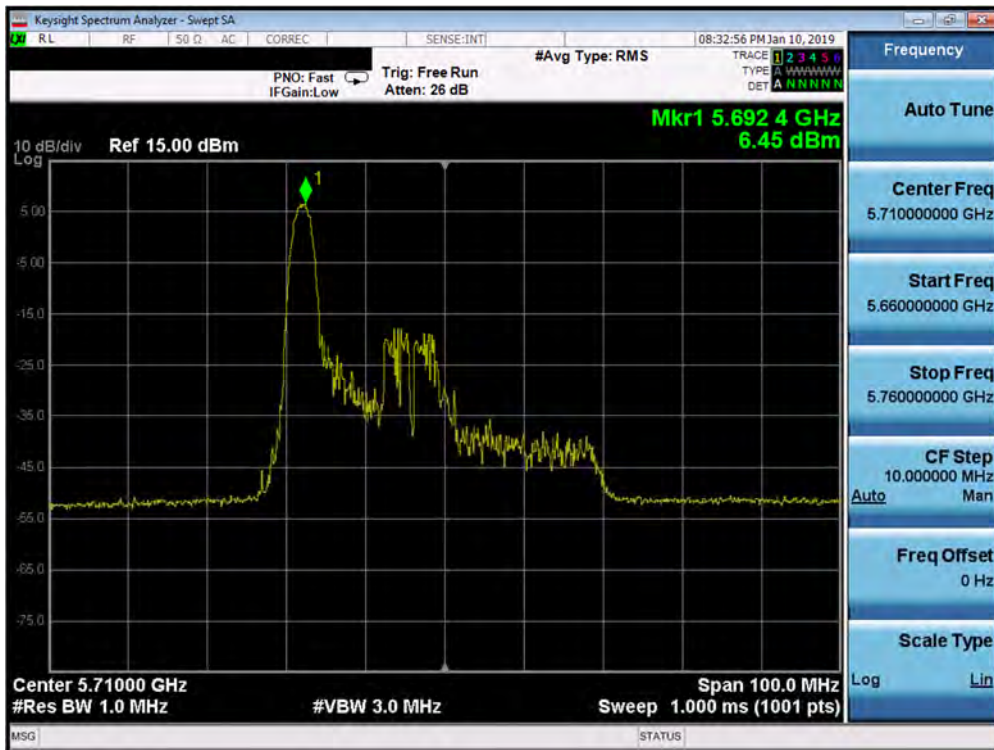 Keysight Spectrum Analyzer - Swept SA
LXI RL RF 50 Ω AC CORREC SENSE:INT 08:32:56 PM Jan 10, 2019
PNO: Fast
IFGain:Low
Trig: Free Run
Atten: 26 dB
#Avg Type: RMS
TRACE 1 2 3 4 5 6
TYPE A WWWWW
DET A N N N N N
Mkr1 5.692 4 GHz
6.45 dBm
10 dB/div
Log
Ref 15.00 dBm
1
5.00
-5.00
-15.0
-25.0
-35.0
-45.0
-55.0
-65.0
-75.0
Center 5.71000 GHz
Span 100.0 MHz
#Res BW 1.0 MHz
#VBW 3.0 MHz
Sweep 1.000 ms (1001 pts)
MSG
STATUS
Frequency
Auto Tune
Center Freq
5.710000000 GHz
Start Freq
5.660000000 GHz
Stop Freq
5.760000000 GHz
CF Step
10.000000 MHz
Auto Man
Freq Offset
0 Hz
Scale Type
Log Lin